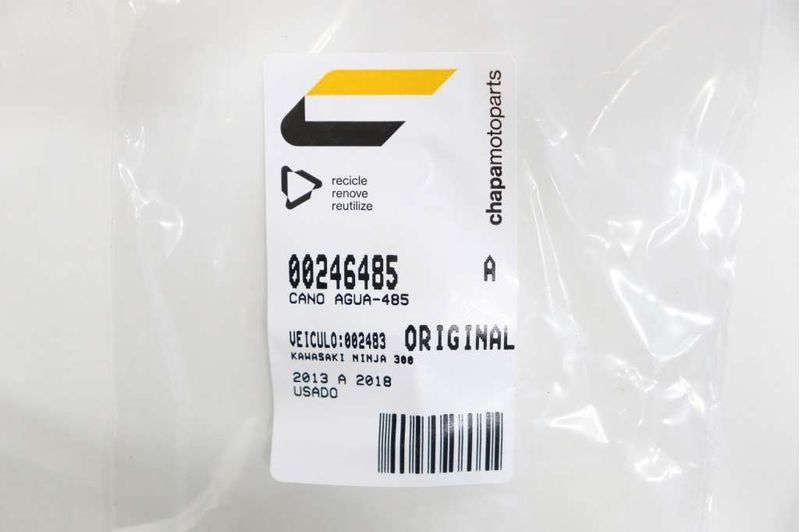 chapamotoparts
recicle
renove
reutilize
00246485 A
CANO AGUA-485
VEICULO:002483 ORIGINAL
KAWASAKI NINJA 300
2013 A 2018
USADO